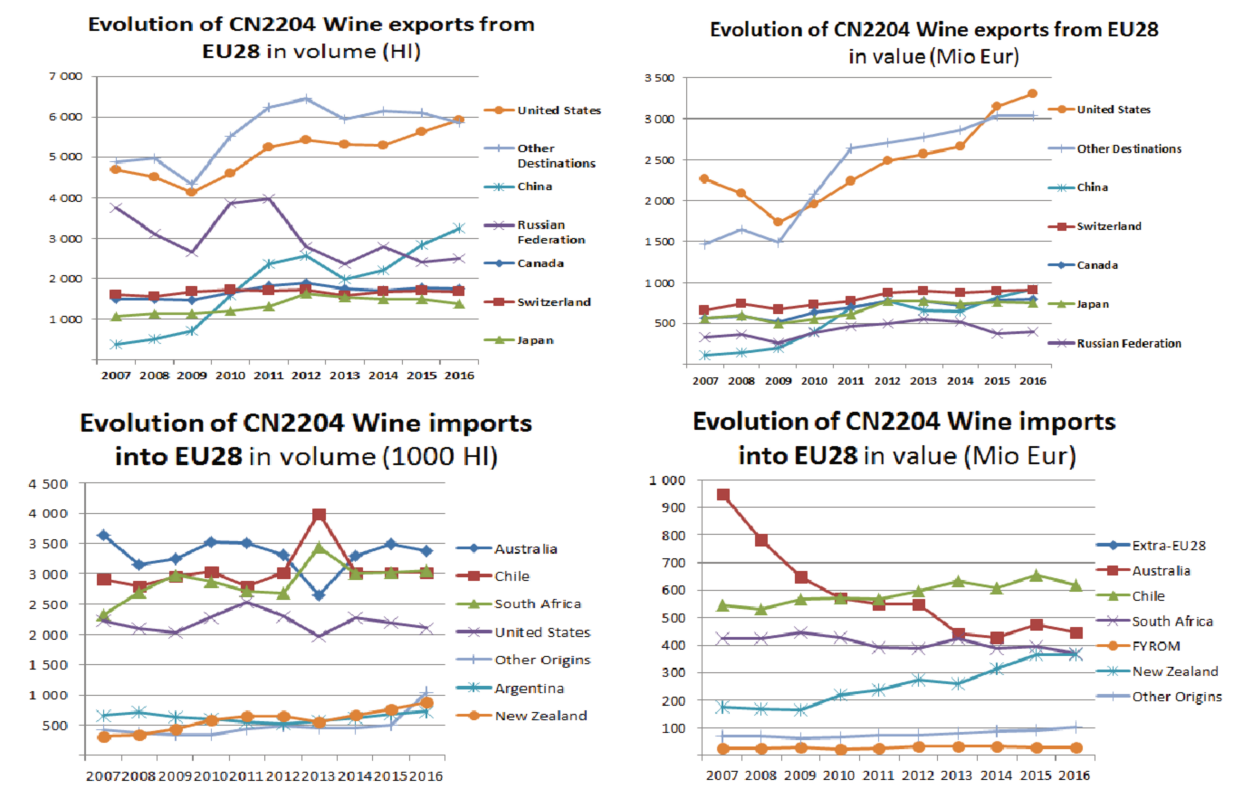 Evolution of CN2204 Wine exports from
EU28 in volume (Hl)
7 000
6 000
5 000
4 000
3 000
2 000
1 000
2007 2008 2009 2010 2011 2012 2013 2014 2015 2016
United States
Other
Destinations
China
Russian
Federation
Canada
Switzerland
Japan
Evolution of CN2204 Wine exports from EU28
in value (Mio Eur)
3 500
3 000
2 500
2 000
1 500
1 000
500
2007 2008 2009 2010 2011 2012 2013 2014 2015 2016
United States
Other Destinations
China
Switzerland
Canada
Japan
Russian Federation
Evolution of CN2204 Wine imports
into EU28 in volume (1000 Hl)
4 500
4 000
3 500
3 000
2 500
2 000
1 500
1 000
500
2007 2008 2009 2010 2011 2012 2013 2014 2015 2016
Australia
Chile
South Africa
United States
Other Origins
Argentina
New Zealand
Evolution of CN2204 Wine imports
into EU28 in value (Mio Eur)
1 000
900
800
700
600
500
400
300
200
100
2007 2008 2009 2010 2011 2012 2013 2014 2015 2016
Extra-EU28
Australia
Chile
South Africa
FYROM
New Zealand
Other Origins